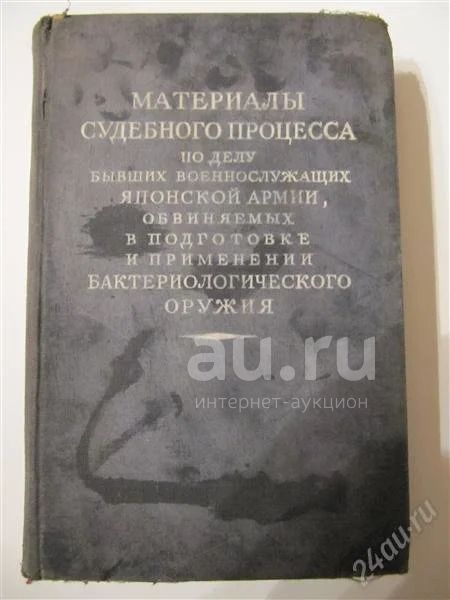 МАТЕРИАЛЫ
СУДЕБНОГО ПРОЦЕССА
ПО ДЕЛУ
БЫВШИХ ВОЕННОСЛУЖАЩИХ
ЯПОНСКОЙ АРМИИ,
ОБВИНЯЕМЫХ
В ПОДГОТОВКЕ
И ПРИМЕНЕНИИ
БАКТЕРИОЛОГИЧЕСКОГО
ОРУЖИЯ
au.ru
интернет-аукцион
24au.ru